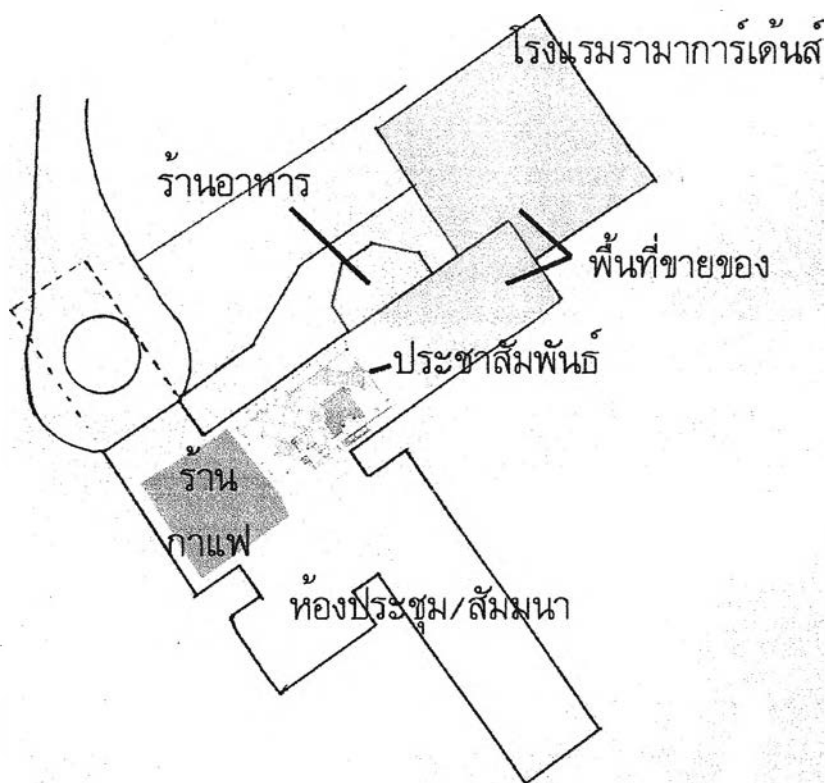 โรงแรมรามาการ์เด้นส์
ร้านอาหาร
พื้นที่ขายของ
ประชาสัมพันธ์
ร้าน
กาแฟ
ห้องประชุม/สัมมนา